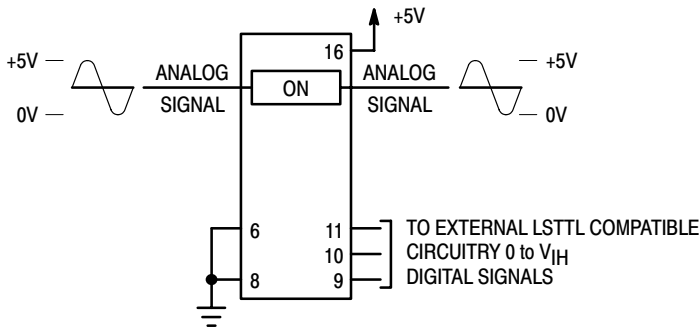 +5V
16
+5V
ANALOG
SIGNAL
ON
ANALOG
SIGNAL
+5V
0V
0V
6
11
TO EXTERNAL LSTTL COMPATIBLE
10
CIRCUITRY 0 to VIH
8
9
DIGITAL SIGNALS